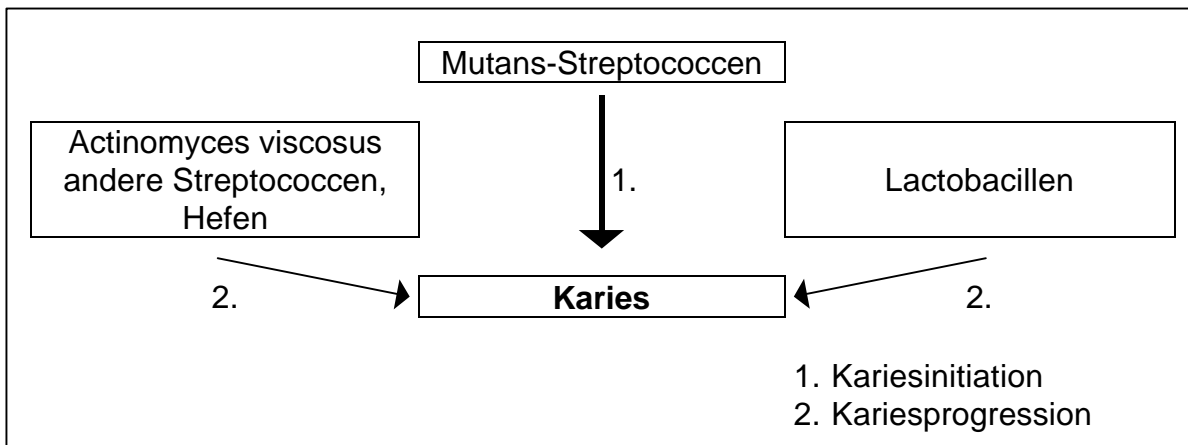 Mutans-Streptococcen
Actinomyces viscosus
andere Streptococcen,
Hefen
1.
Lactobacillen
2.
Karies
2.
1. Kariesinitiation
2. Kariesprogression